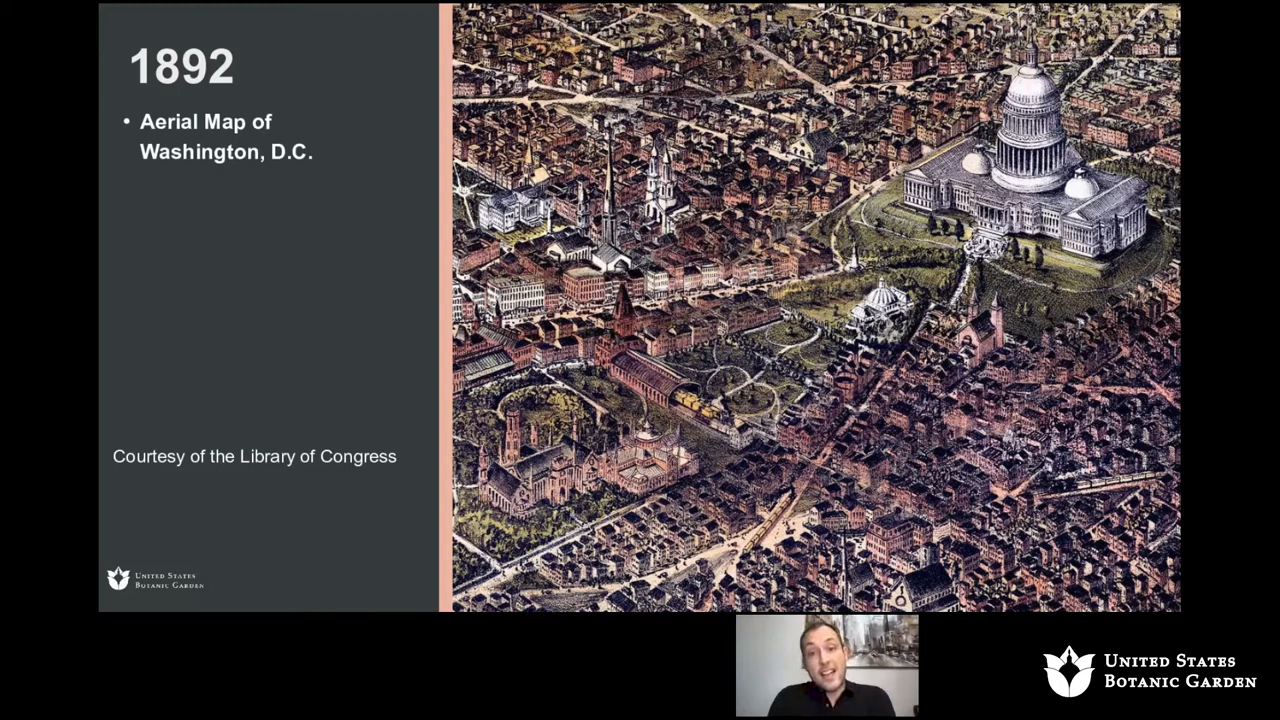 1892
• Aerial Map of
Washington, D.C.
Courtesy of the Library of Congress
United States
Botanic Garden
United States
Botanic Garden